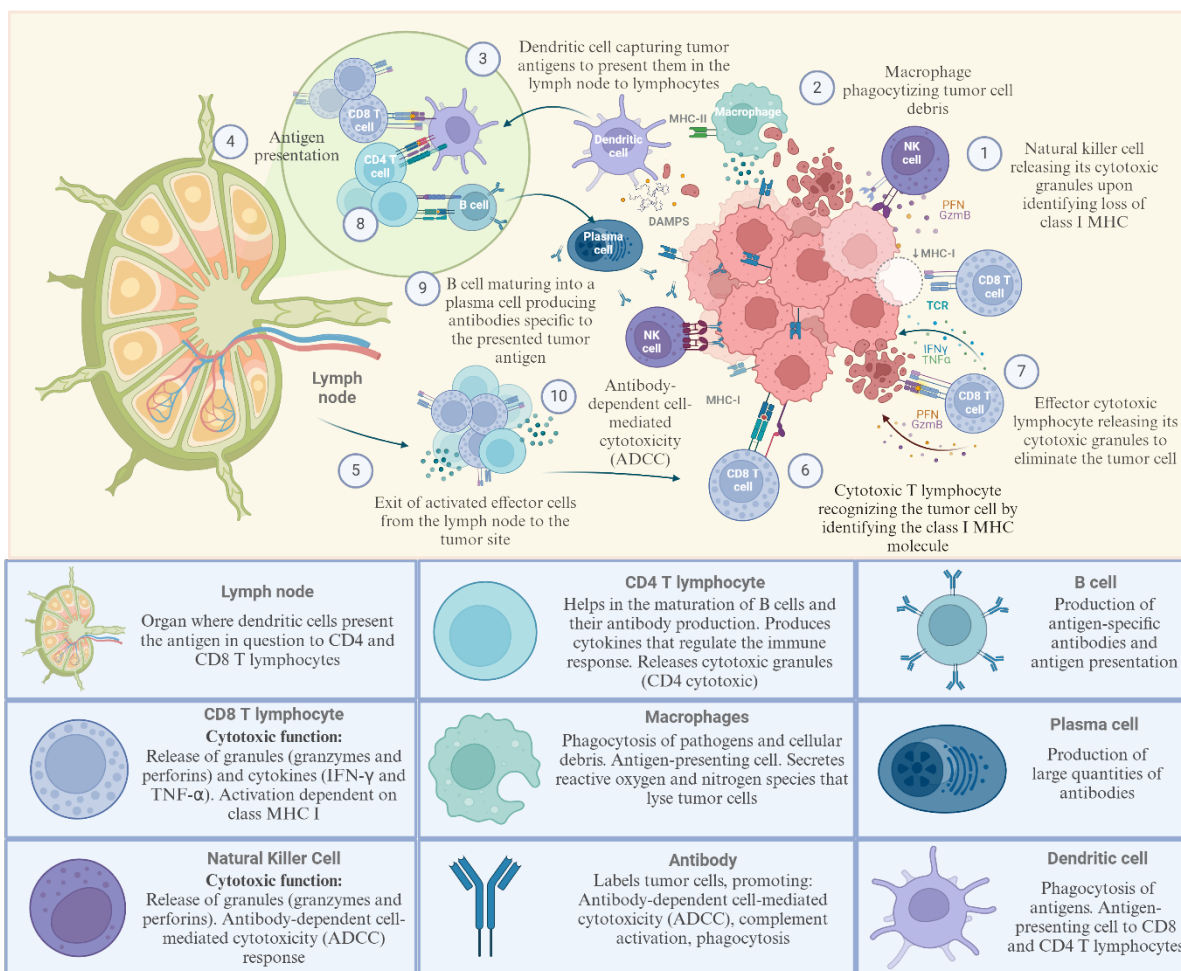 3
Dendritic cell capturing tumor
antigens to present them in the
lymph node to lymphocytes
2
Macrophage
phagocytizing tumor cell
debris
Macrophage
MHC-II
Dendritic
cell
DAMPS
CD8 T
cell
CD4 T
cell
B cell
8
4
Antigen
presentation
NK
cell
1
Natural killer cell
releasing its cytotoxic
granules upon
identifying loss of
class I MHC
PFN
GzmB
↓MHC-I
CD8 T
cell
TCR
IFNγ
TNFα
Plasma
cell
9
B cell maturing into a
plasma cell producing
antibodies specific to
the presented tumor
antigen
NK
cell
Lymph
node
10
Antibody-
dependent cell-
mediated
cytotoxicity
(ADCC)
MHC-I
CD8 T
cell
PFN
GzmB
7
Effector cytotoxic
lymphocyte releasing its
cytotoxic granules to
eliminate the tumor cell
5
Exit of activated effector cells
from the lymph node to the
tumor site
CD8 T
cell
6
Cytotoxic T lymphocyte
recognizing the tumor cell by
identifying the class I MHC
molecule
Lymph node
Organ where dendritic cells present
the antigen in question to CD4 and
CD8 T lymphocytes
CD4 T lymphocyte
Helps in the maturation of B cells and
their antibody production. Produces
cytokines that regulate the immune
response. Releases cytotoxic granules
(CD4 cytotoxic)
B cell
Production of
antigen-specific
antibodies and
antigen presentation
CD8 T lymphocyte
Cytotoxic function:
Release of granules (granzymes and
perforins) and cytokines (IFN-γ and
TNF-α). Activation dependent on
class MHC I
Macrophages
Phagocytosis of pathogens and cellular
debris. Antigen-presenting cell. Secretes
reactive oxygen and nitrogen species that
lyse tumor cells
Plasma cell
Production of
large quantities of
antibodies
Natural Killer Cell
Cytotoxic function:
Release of granules (granzymes and
perforins). Antibody-dependent cell-
mediated cytotoxicity (ADCC)
response
Antibody
Labels tumor cells, promoting:
Antibody-dependent cell-mediated
cytotoxicity (ADCC), complement
activation, phagocytosis
Dendritic cell
Phagocytosis of
antigens. Antigen-
presenting cell to CD8
and CD4 T lymphocytes